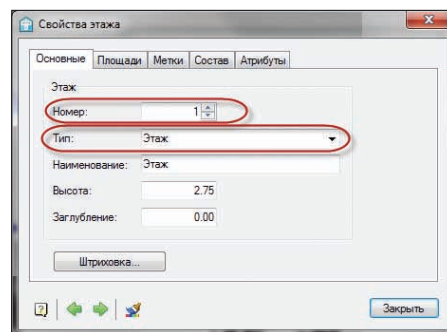 Свойства этажа
Основные Площади Метки Состав Атрибуты
Этаж
Номер: 1
Тип: Этаж
Наименование: Этаж
Высота: 2.75
Заглубление: 0.00
Штриховка...
Закрыть